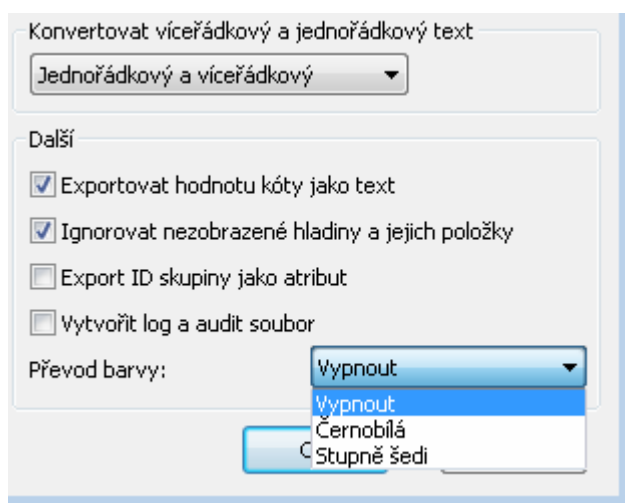 Konvertovat víceřádkový a jednořádkový text
Jednořádkový a víceřádkový
Další
Exportovat hodnotu kóty jako text
Ignorovat nezobrazené hladiny a jejich položky
Export ID skupiny jako atribut
Vytvořit log a audit soubor
Převod barvy: Vypnout
Vypnout
Černobílá
Stupně šedi